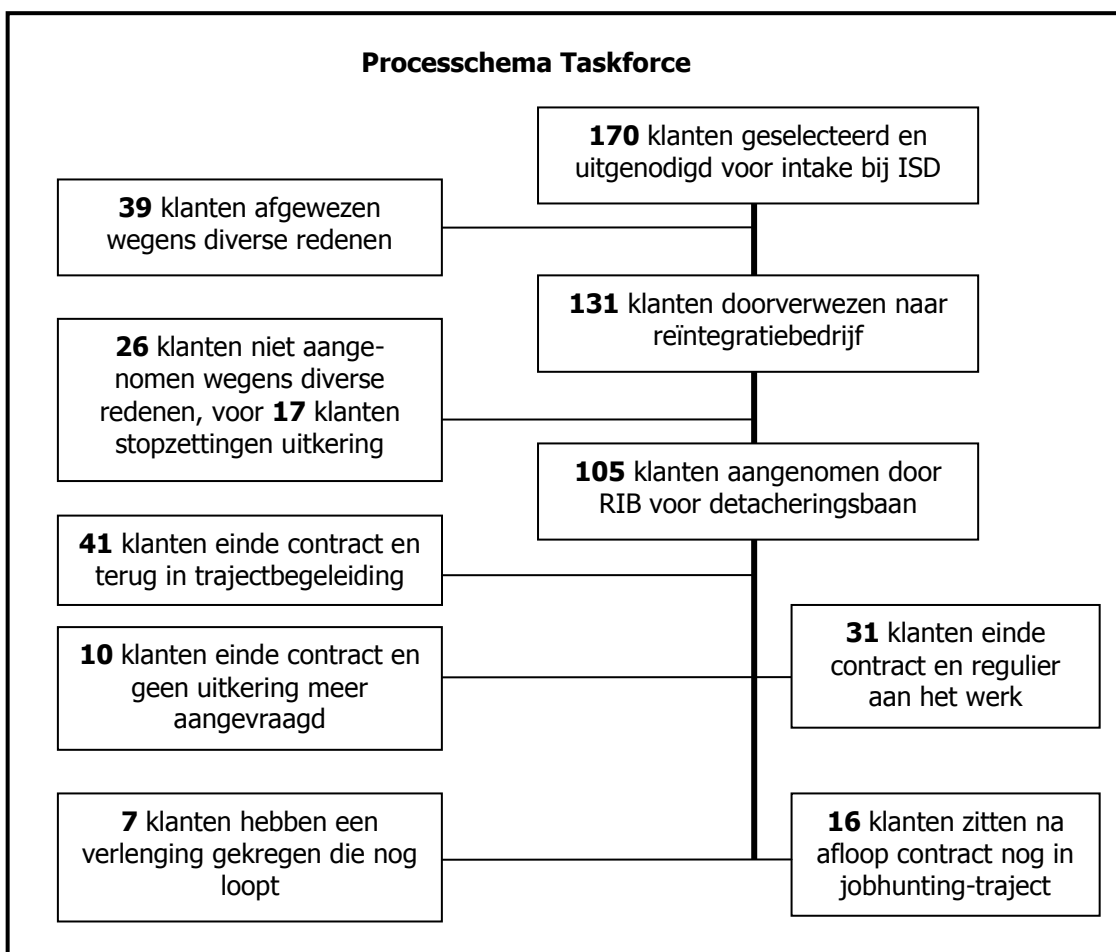 Processchema Taskforce
170 klanten geselecteerd en
uitgenodigd voor intake bij ISD
39 klanten afgewezen
wegens diverse redenen
131 klanten doorverwezen naar
reïntegratiebedrijf
26 klanten niet aange-
nomen wegens diverse
redenen, voor 17 klanten
stopzettingen uitkering
105 klanten aangenomen door
RIB voor detacheringsbaan
41 klanten einde contract en
terug in trajectbegeleiding
10 klanten einde contract en
geen uitkering meer
aangevraagd
31 klanten einde
contract en regulier
aan het werk
7 klanten hebben een
verlenging gekregen die nog
loopt
16 klanten zitten na
afloop contract nog in
jobhunting-traject